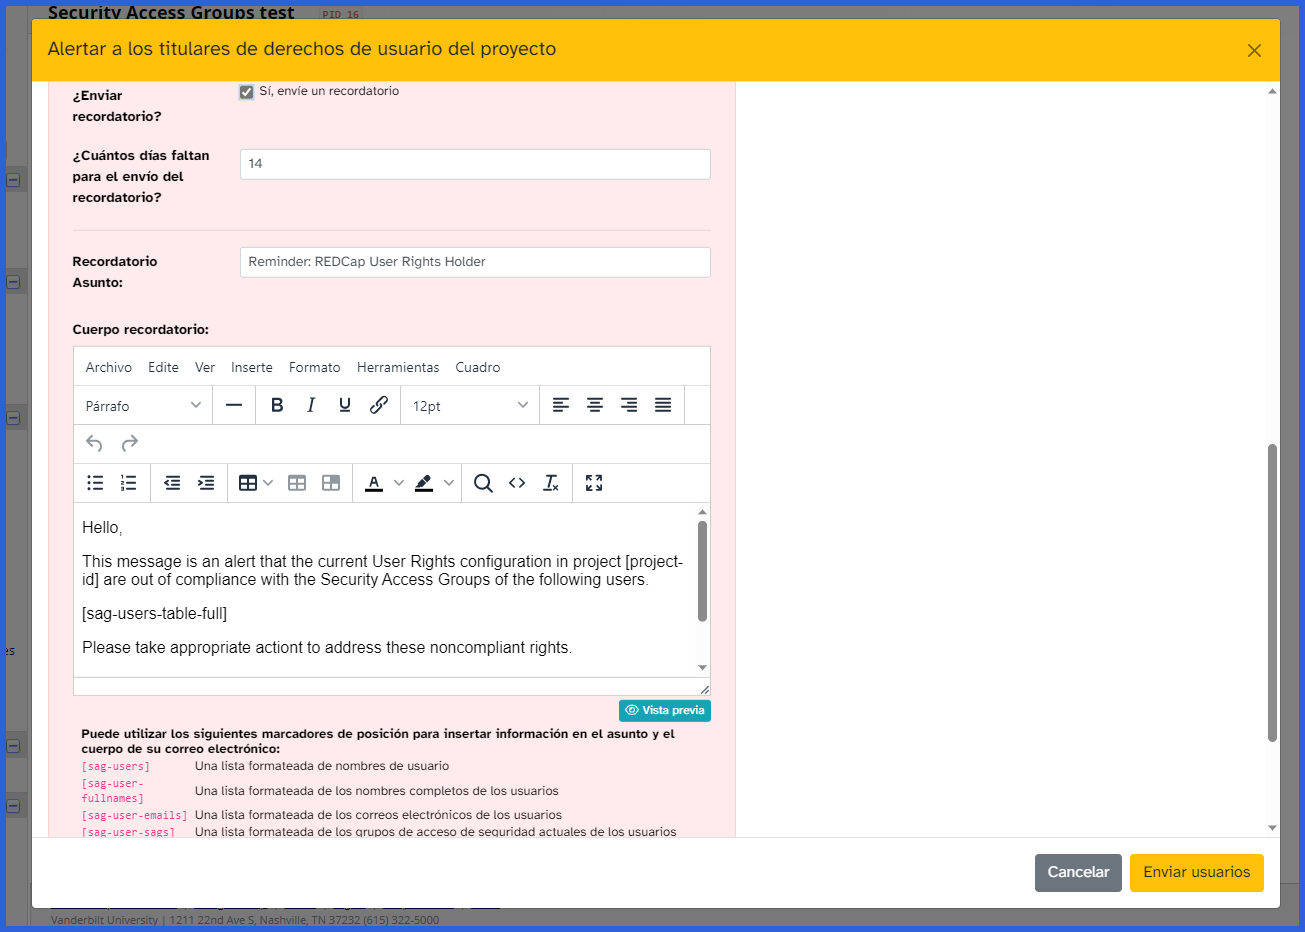 Security Access Groups test PID 16
Alertar a los titulares de derechos de usuario del proyecto
¿Enviar
recordatorio?
Sí, envíe un recordatorio
¿Cuántos días faltan
para el envío del
recordatorio?
14
Recordatorio
Asunto:
Reminder: REDCap User Rights Holder
Cuerpo recordatorio:
Archivo Edite Ver Inserte Formato Herramientas Cuadro
Párrafo B I U 12pt
Hello,
This message is an alert that the current User Rights configuration in project [project-
id] are out of compliance with the Security Access Groups of the following users.
[sag-users-table-full]
Please take appropriate actiont to address these noncompliant rights.
Vista previa
Puede utilizar los siguientes marcadores de posición para insertar información en el asunto y el
cuerpo de su correo electrónico:
[sag-users] Una lista formateada de nombres de usuario
[sag-user-
fullnames] Una lista formateada de los nombres completos de los usuarios
[sag-user-emails] Una lista formateada de los correos electrónicos de los usuarios
[sag-user-sags] Una lista formateada de los grupos de acceso de seguridad actuales de los usuarios
Cancelar Enviar usuarios
Vanderbilt University | 1211 22nd Ave S, Nashville, TN 37232 (615) 322-5000